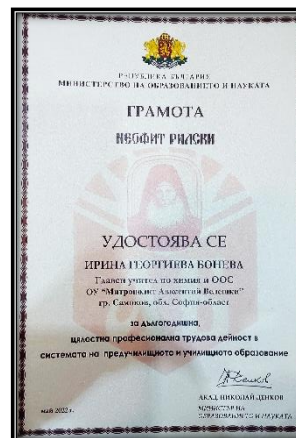 РЕПУБЛИКА БЪЛГАРИЯ
МИНИСТЕРСТВО НА ОБРАЗОВАНИЕТО И НАУКАТА
ГРАМОТА
НЕОФИТ РИЛСКИ
УДОСТОЯВА СЕ
ИРИНА ГЕОРГИЕВА БОНЕВА
Главен учител по химия и ООС
ОУ "Митрополит Авксентий Велешки"
гр. Самоков, обл. София-област
за дългогодишна,
цялостна професионална трудова дейност в
системата на предучилищното и училищното образование
АКАД. НИКОЛАЙ ДЕНКОВ
МИНИСТЪР НА
ОБРАЗОВАНИЕТО И НАУКАТА
май 2022 г.